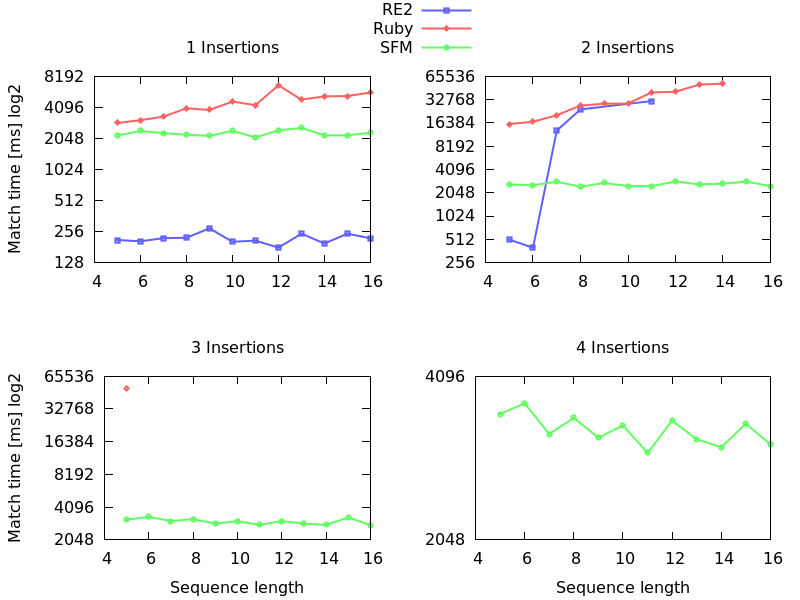 RE2
Ruby
SFM
1 Insertions
2 Insertions
Match time [ms] log2
8192
4096
2048
1024
512
256
128
4 6 8 10 12 14 16
65536
32768
16384
8192
4096
2048
1024
512
256
4 6 8 10 12 14 16
3 Insertions
4 Insertions
Match time [ms] log2
65536
32768
16384
8192
4096
2048
4 6 8 10 12 14 16
Sequence length
4096
2048
4 6 8 10 12 14 16
Sequence length